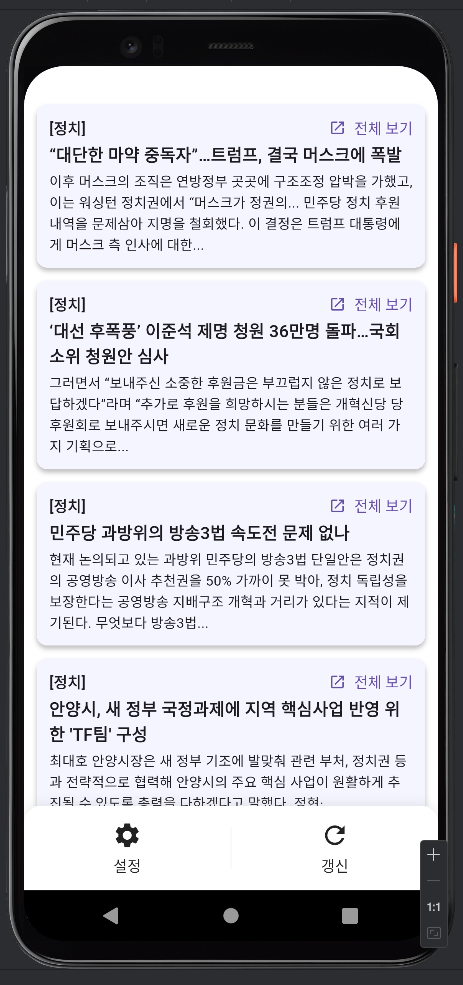 [정치]
전체 보기
“대단한 마약 중독자”…트럼프, 결국 머스크에 폭발
이후 머스크의 조직은 연방정부 곳곳에 구조조정 압박을 가했고,
이는 워싱턴 정치권에서 “머스크가 정권의... 민주당 정치 후원
내역을 문제삼아 지명을 철회했다. 이 결정은 트럼프 대통령에
게 머스크 측 인사에 대한...
[정치]
전체 보기
‘대선 후폭풍’ 이준석 제명 청원 36만명 돌파…국회
소위 청원안 심사
그러면서 “보내주신 소중한 후원금은 부끄럽지 않은 정치로 보
답하겠다”라며 “추가로 후원을 희망하시는 분들은 개혁신당 당
후원회로 보내주시면 새로운 정치 문화를 만들기 위한 여러 가
지 기획으로...
[정치]
전체 보기
민주당 과방위의 방송3법 속도전 문제 없나
현재 논의되고 있는 과방위 민주당의 방송3법 단일안은 정치권
의 공영방송 이사 추천권을 50% 가까이 못 박아, 정치 독립성을
보장한다는 공영방송 지배구조 개혁과 거리가 있다는 지적이 제
기된다. 무엇보다 방송3법...
[정치]
전체 보기
안양시, 새 정부 국정과제에 지역 핵심사업 반영 위
한 'TF팀' 구성
최대호 안양시장은 새 정부 기조에 발맞춰 관련 부처, 정치권 등
과 전략적으로 협력해 안양시의 주요 핵심 사업이 원활하게 추
진될 수 있도록 총력을 다하겠다고 말했다.
설정
갱신
1:1